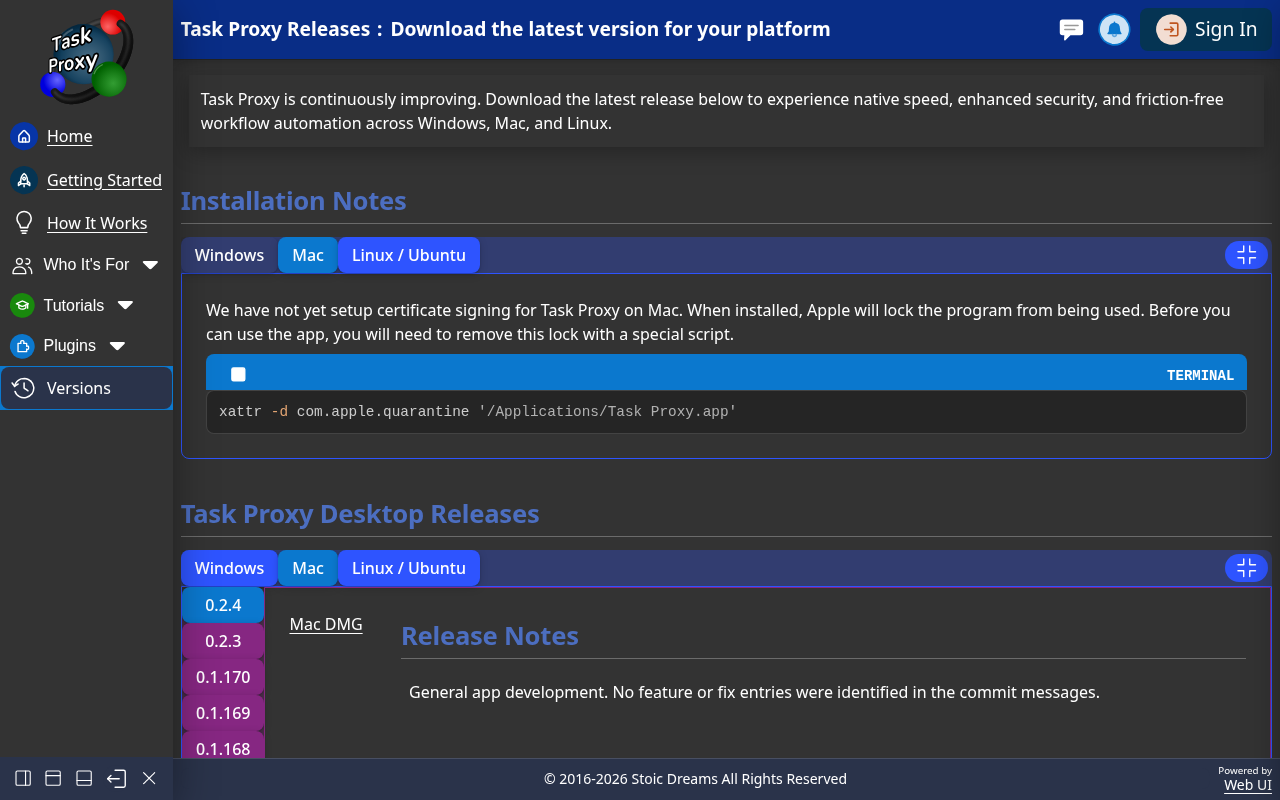 Task
Proxy
Home
Getting Started
How It Works
Who It's For
Tutorials
Plugins
Versions
Task Proxy Releases : Download the latest version for your platform
Sign In
Task Proxy is continuously improving. Download the latest release below to experience native speed, enhanced security, and friction-free
workflow automation across Windows, Mac, and Linux.
Installation Notes
Windows Mac Linux / Ubuntu
We have not yet setup certificate signing for Task Proxy on Mac. When installed, Apple will lock the program from being used. Before you
can use the app, you will need to remove this lock with a special script.
TERMINAL
xattr -d com.apple.quarantine '/Applications/Task Proxy.app'
Task Proxy Desktop Releases
Windows Mac Linux / Ubuntu
0.2.4
0.2.3
0.1.170
0.1.169
0.1.168
Mac DMG
Release Notes
General app development. No feature or fix entries were identified in the commit messages.
© 2016-2026 Stoic Dreams All Rights Reserved
Powered by
Web UI